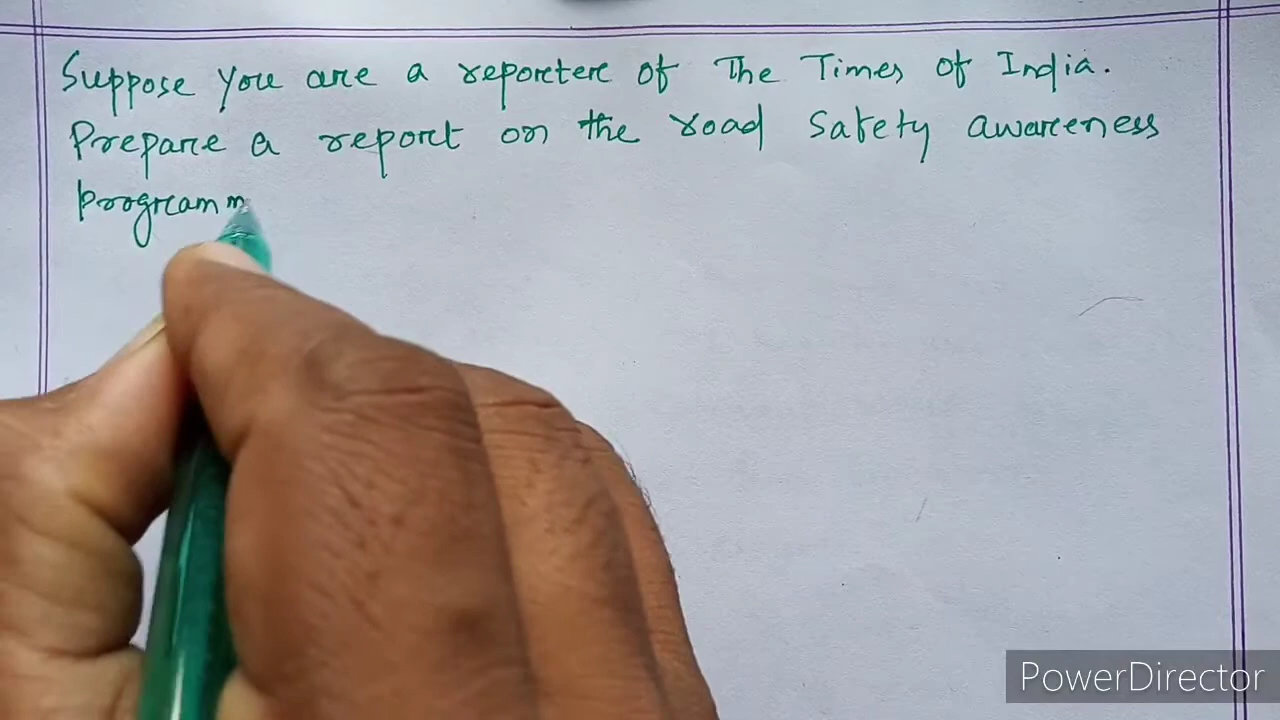 Suppose you are a reporter of The Times of India.
Prepare a report on the road safety awareness
programm
PowerDirector